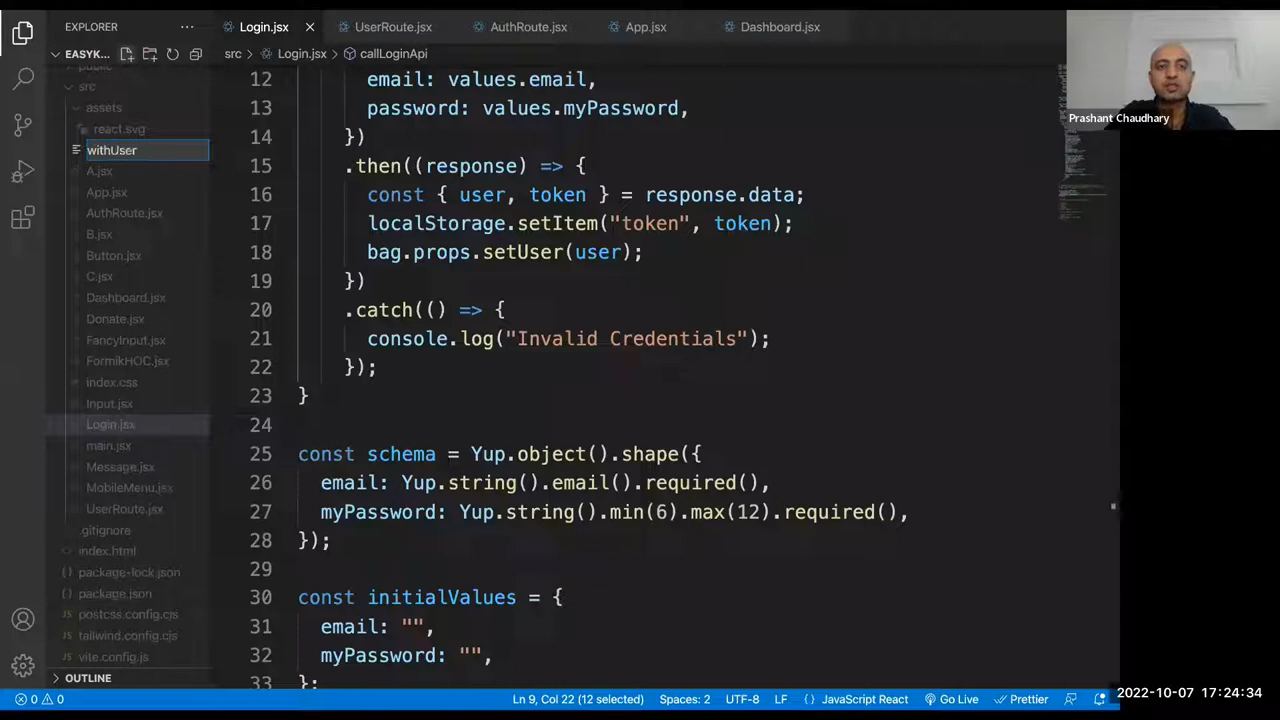 EXPLORER
Login.jsx
UserRoute.jsx
AuthRoute.jsx
App.jsx
Dashboard.jsx
EASYK...
src > Login.jsx > callLoginApi
public
src
assets
react.svg
withUser
A.jsx
App.jsx
AuthRoute.jsx
B.jsx
Button.jsx
C.jsx
Dashboard.jsx
Donate.jsx
FancyInput.jsx
FormikHOC.jsx
index.css
Input.jsx
Login.jsx
main.jsx
Message.jsx
MobileMenu.jsx
UserRoute.jsx
.gitignore
index.html
package-lock.json
package.json
postcss.config.cjs
tailwind.config.cjs
vite.config.js
OUTLINE
12 email: values.email,
13 password: values.myPassword,
14 })
15 .then((response) => {
16 const { user, token } = response.data;
17 localStorage.setItem("token", token);
18 bag.props.setUser(user);
19 })
20 .catch(() => {
21 console.log("Invalid Credentials");
22 });
23 }
24
25 const schema = Yup.object().shape({
26 email: Yup.string().email().required(),
27 myPassword: Yup.string().min(6).max(12).required(),
28 });
29
30 const initialValues = {
31 email: "",
32 myPassword: "",
33 };
Prashant Chaudhary
0 0
Ln 9, Col 22 (12 selected)
Spaces: 2
UTF-8
LF
{} JavaScript React
Go Live
Prettier
2022-10-07 17:24:34